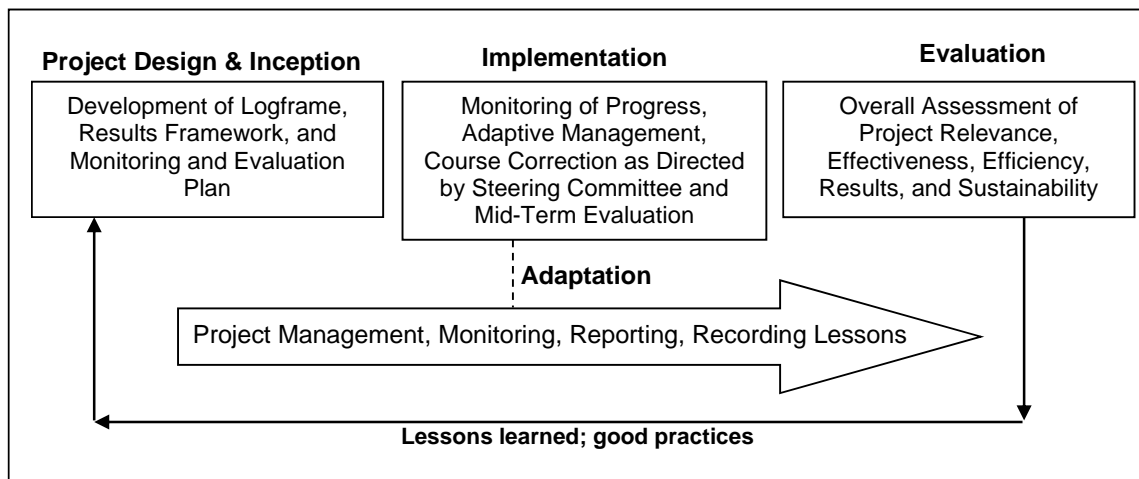 Project Design & Inception
Development of Logframe,
Results Framework, and
Monitoring and Evaluation
Plan
Implementation
Monitoring of Progress,
Adaptive Management,
Course Correction as Directed
by Steering Committee and
Mid-Term Evaluation
Evaluation
Overall Assessment of
Project Relevance,
Effectiveness, Efficiency,
Results, and Sustainability
Adaptation
Project Management, Monitoring, Reporting, Recording Lessons
Lessons learned; good practices